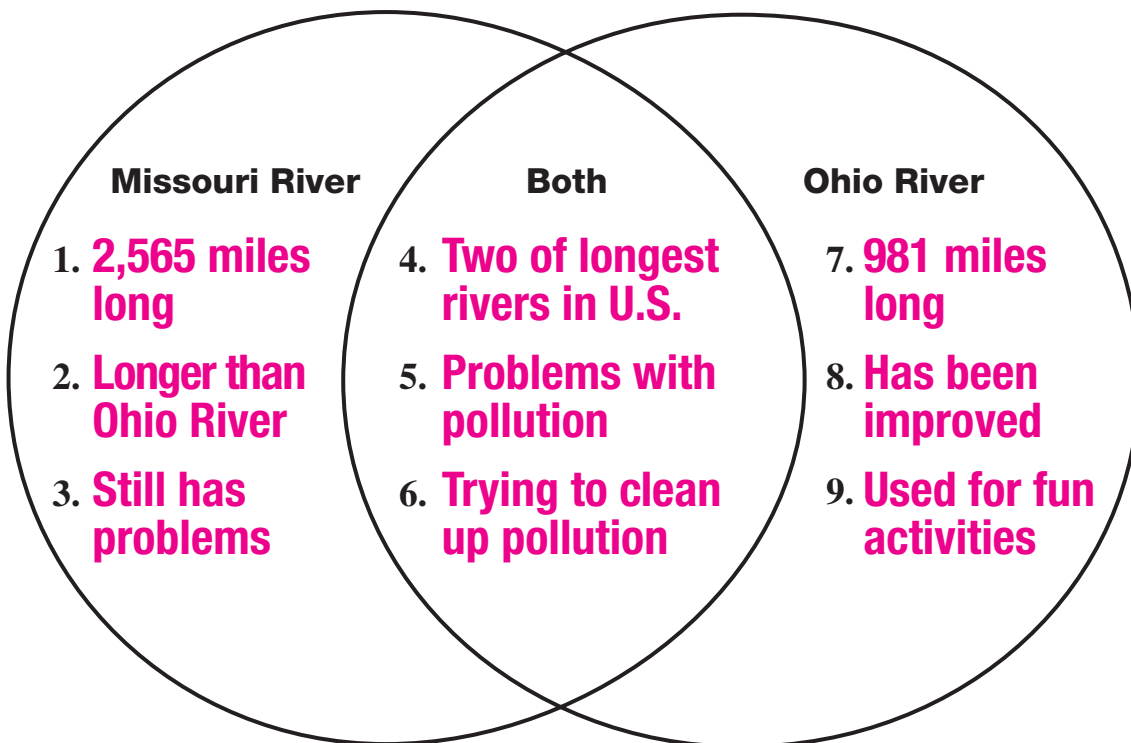 Missouri River
1. 2,565 miles
long
2. Longer than
Ohio River
3. Still has
problems
Both
4. Two of longest
rivers in U.S.
5. Problems with
pollution
6. Trying to clean
up pollution
Ohio River
7. 981 miles
long
8. Has been
improved
9. Used for fun
activities